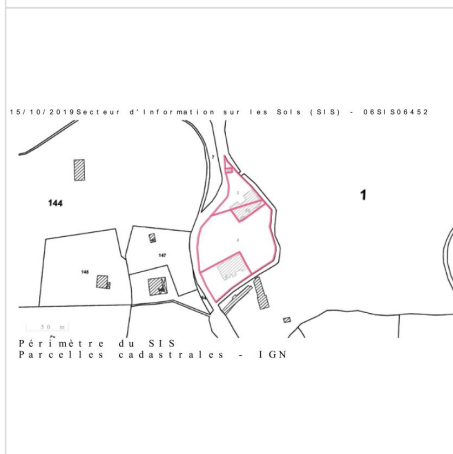 15/10/2019Secteur d'Information sur les Sols (SIS) - 06SIS06452
1
144
147
148
50 m
Périmètre du SIS
Parcelles cadastrales - IGN